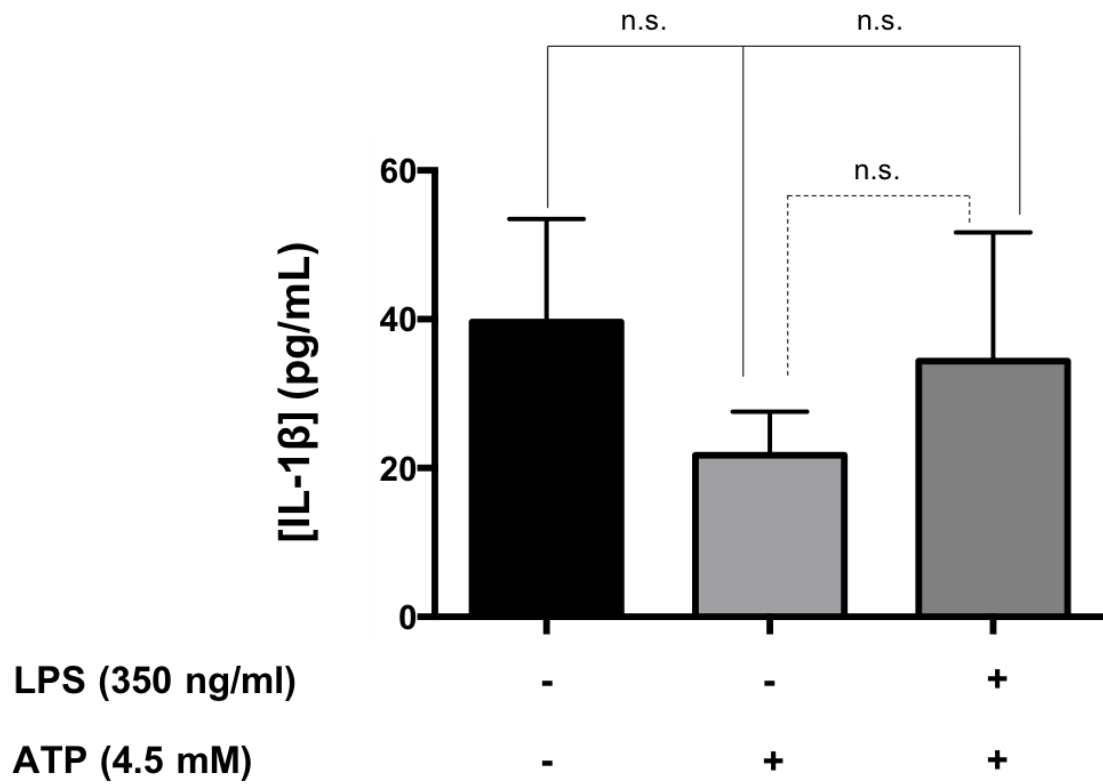 n.s. n.s.
n.s.
60
40
20
0
[IL-1β] (pg/mL)
LPS (350 ng/ml) - - +
ATP (4.5 mM) - + +